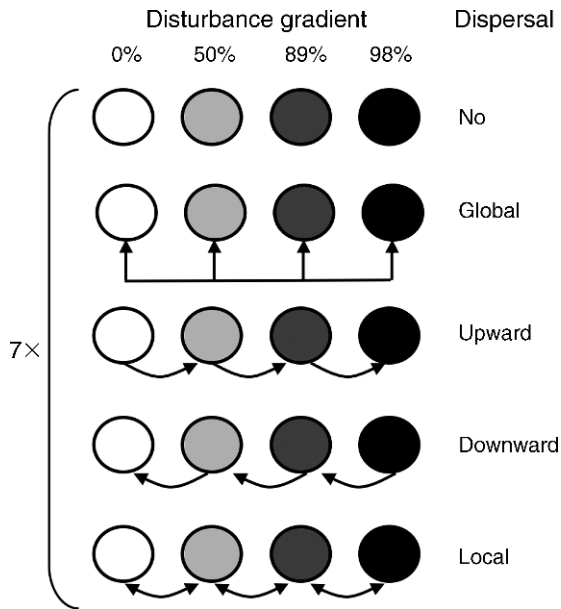 Disturbance gradient Dispersal
0% 50% 89% 98%
No
Global
Upward
7×
Downward
Local